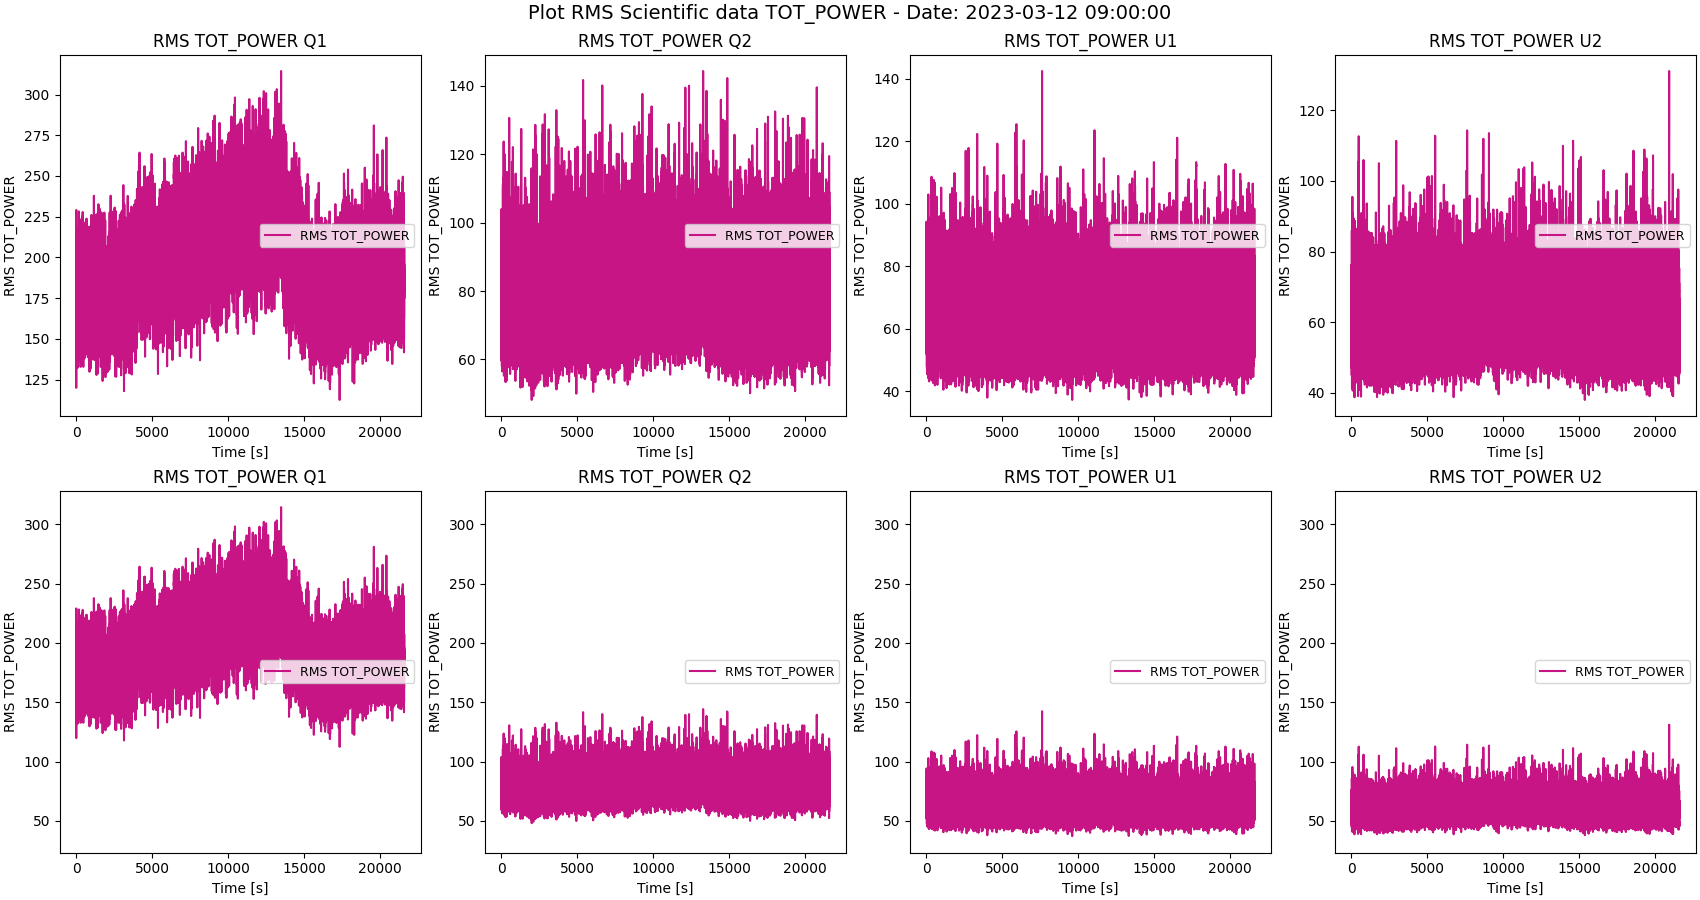 Plot RMS Scientific data TOT_POWER - Date: 2023-03-12 09:00:00
RMS TOT_POWER Q1
RMS TOT_POWER
300
275
250
225
200
175
150
125
RMS TOT_POWER
0 5000 10000 15000 20000
Time [s]
RMS TOT_POWER Q2
RMS TOT_POWER
140
120
100
80
60
RMS TOT_POWER
0 5000 10000 15000 20000
Time [s]
RMS TOT_POWER U1
RMS TOT_POWER
140
120
100
80
60
40
RMS TOT_POWER
0 5000 10000 15000 20000
Time [s]
RMS TOT_POWER U2
RMS TOT_POWER
120
100
80
60
40
RMS TOT_POWER
0 5000 10000 15000 20000
Time [s]
RMS TOT_POWER Q1
RMS TOT_POWER
300
250
200
150
100
50
RMS TOT_POWER
0 5000 10000 15000 20000
Time [s]
RMS TOT_POWER Q2
RMS TOT_POWER
300
250
200
150
100
50
RMS TOT_POWER
0 5000 10000 15000 20000
Time [s]
RMS TOT_POWER U1
RMS TOT_POWER
300
250
200
150
100
50
RMS TOT_POWER
0 5000 10000 15000 20000
Time [s]
RMS TOT_POWER U2
RMS TOT_POWER
300
250
200
150
100
50
RMS TOT_POWER
0 5000 10000 15000 20000
Time [s]